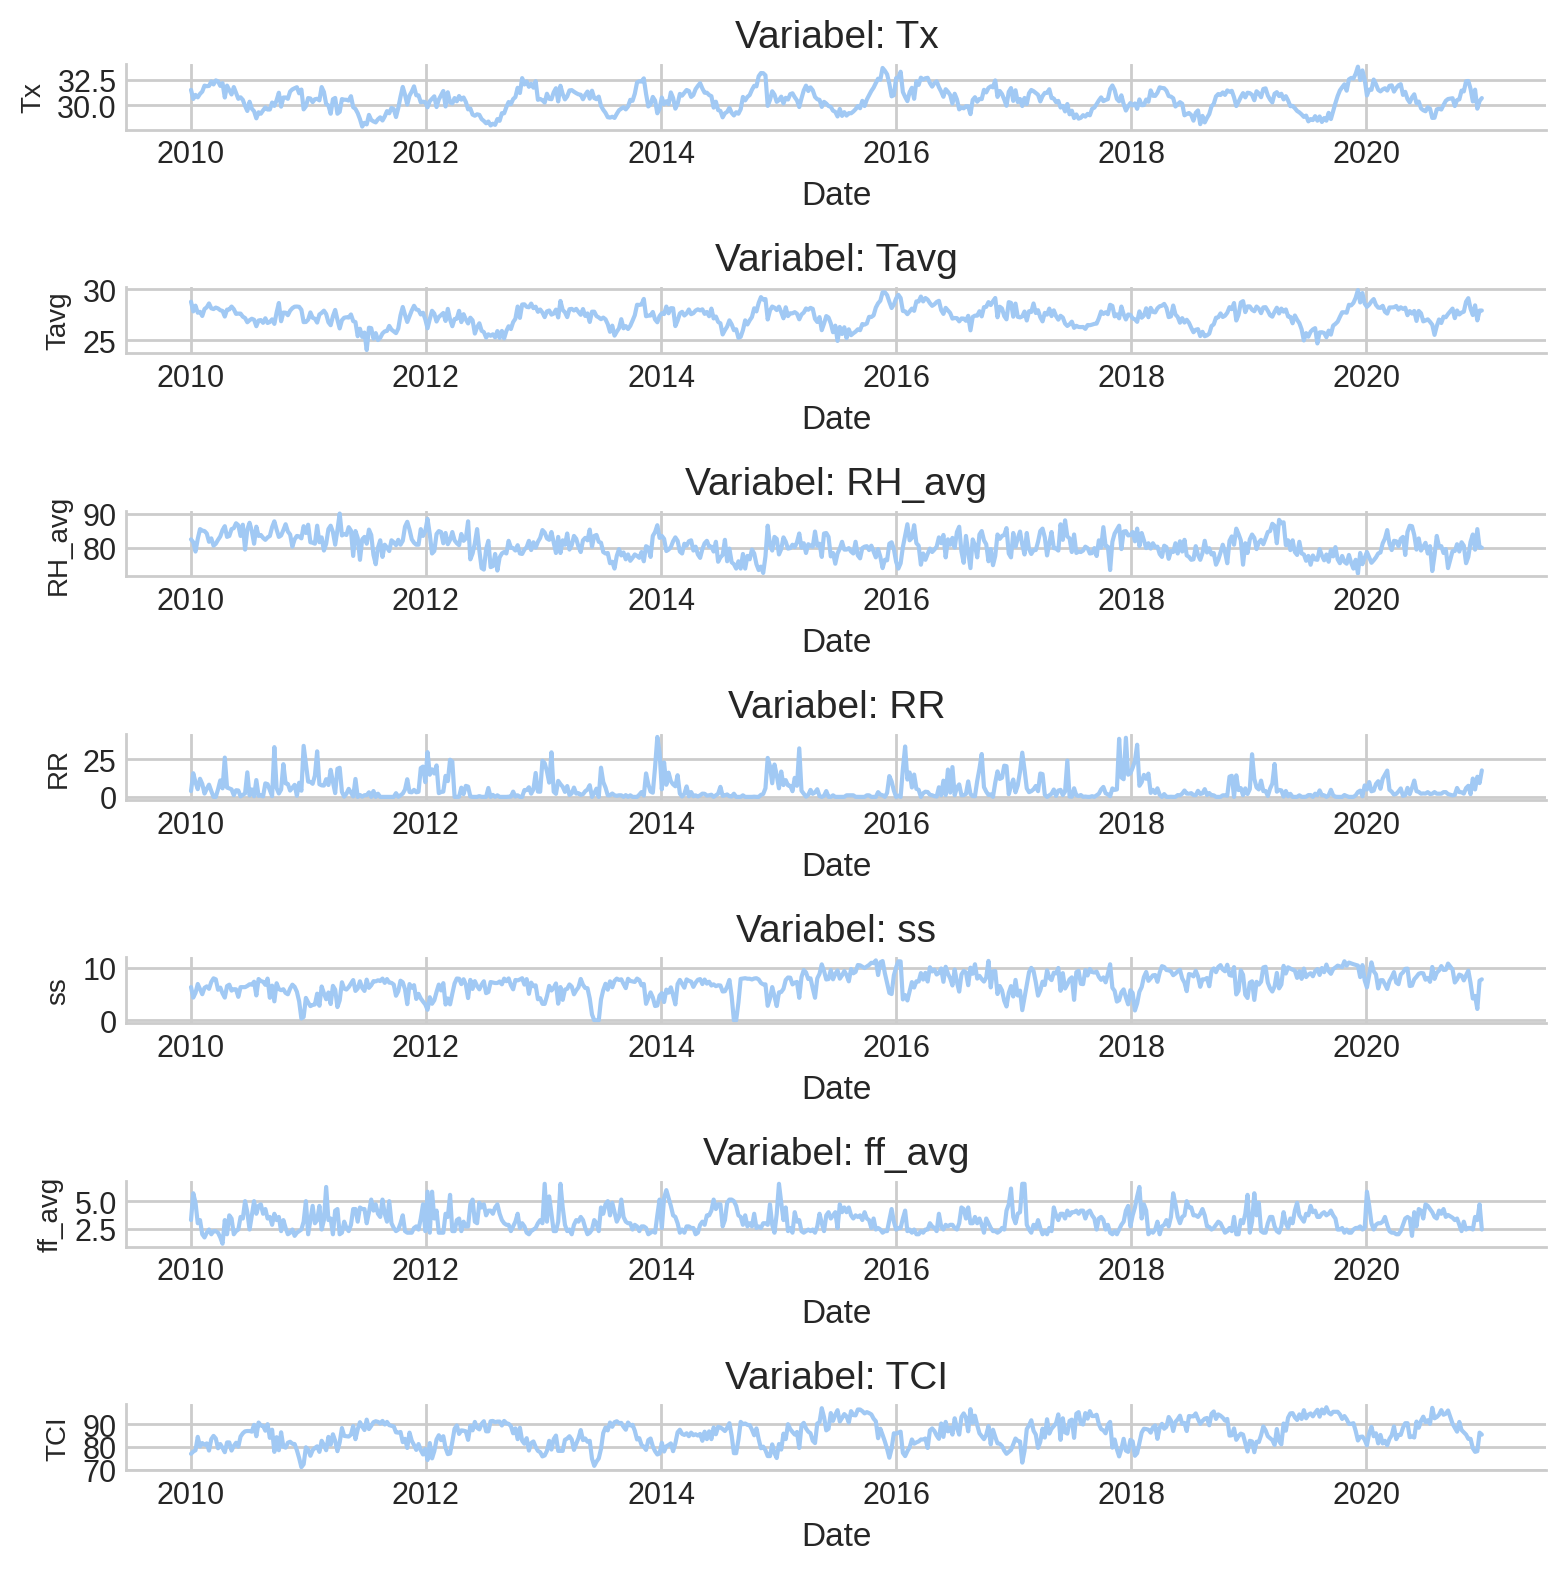 Variabel: Tx
Tx
32.5
30.0
2010 2012 2014 2016 2018 2020
Date
Variabel: Tavg
Tavg
30
25
2010 2012 2014 2016 2018 2020
Date
Variabel: RH_avg
RH_avg
90
80
2010 2012 2014 2016 2018 2020
Date
Variabel: RR
RR
25
0
2010 2012 2014 2016 2018 2020
Date
Variabel: ss
ss
10
0
2010 2012 2014 2016 2018 2020
Date
Variabel: ff_avg
ff_avg
5.0
2.5
2010 2012 2014 2016 2018 2020
Date
Variabel: TCI
TCI
90
80
70
2010 2012 2014 2016 2018 2020
Date